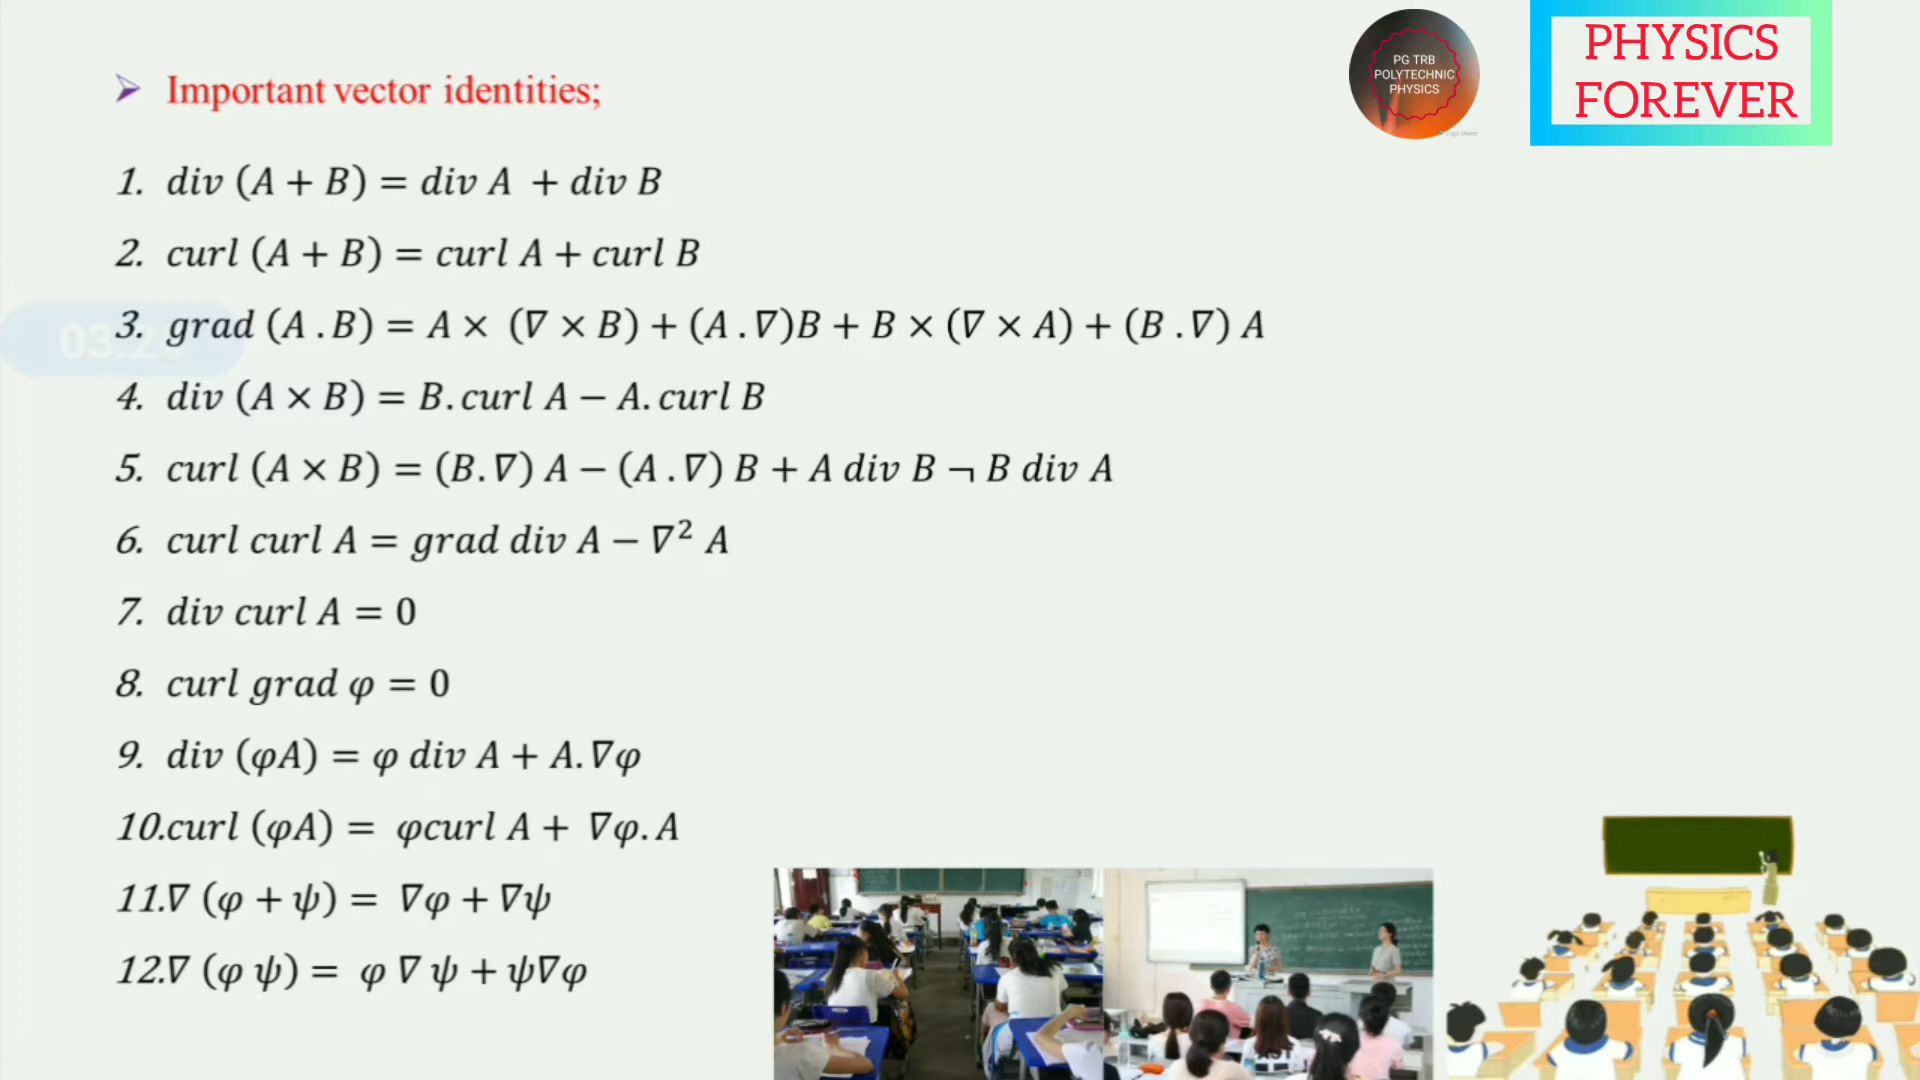 PG TRB
POLYTECHNIC
PHYSICS
PHYSICS
FOREVER
➢ Important vector identities;
1. div (A + B) = div A + div B
2. curl (A + B) = curl A + curl B
3. grad (A . B) = A × (∇ × B) + (A . ∇)B + B × (∇ × A) + (B . ∇) A
4. div (A × B) = B. curl A − A. curl B
5. curl (A × B) = (B. ∇) A − (A . ∇) B + A div B ¬ B div A
6. curl curl A = grad div A − ∇² A
7. div curl A = 0
8. curl grad φ = 0
9. div (φA) = φ div A + A. ∇φ
10.curl (φA) = φcurl A + ∇φ. A
11.∇ (φ + ψ) = ∇φ + ∇ψ
12.∇ (φ ψ) = φ ∇ ψ + ψ∇φ